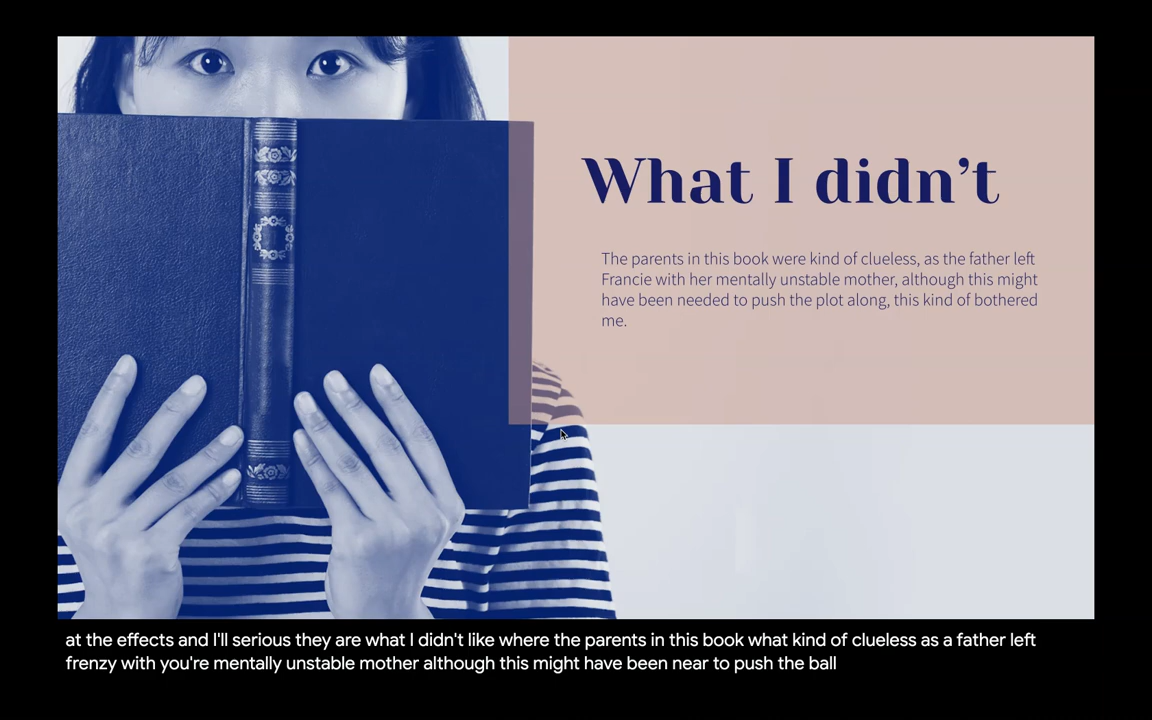 What I didn’t
The parents in this book were kind of clueless, as the father left
Francie with her mentally unstable mother, although this might
have been needed to push the plot along, this kind of bothered
me.
at the effects and I'll serious they are what I didn't like where the parents in this book what kind of clueless as a father left
frenzy with you're mentally unstable mother although this might have been near to push the ball